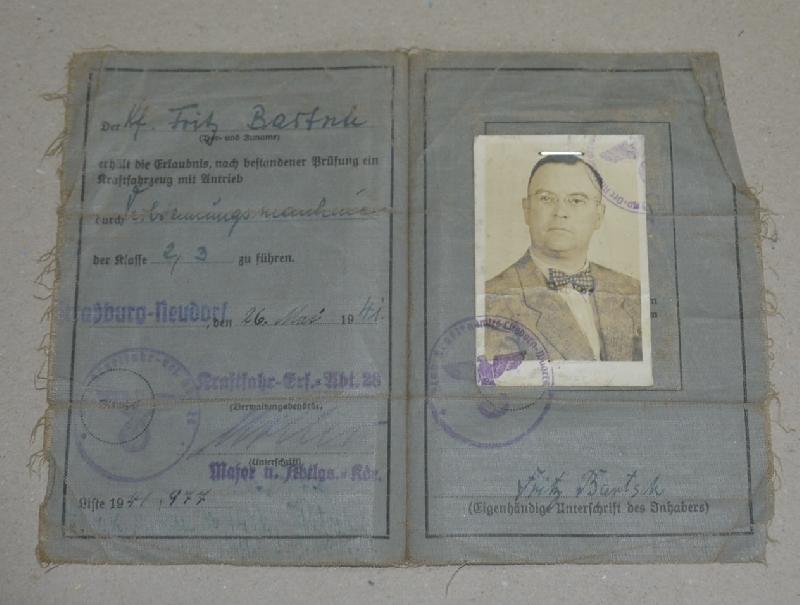 Der Kf. Fritz Bartsch
(Vor- und Zuname)
erhält die Erlaubnis, nach bestandener Prüfung ein
Kraftfahrzeug mit Antrieb
durch Verbrennungsmaschine
der Klasse 2, 3 zu führen.
Straßburg-Neudorf, den 26. Mai 1941.
Kraftfahr-Ers.-Abt. 28
(Verwaltungsbehörde)
(Unterschrift)
Major u. Abtlgs.-Kdr.
Liste 1941, 977
Fritz Bartsch
(Eigenhändige Unterschrift des Inhabers)